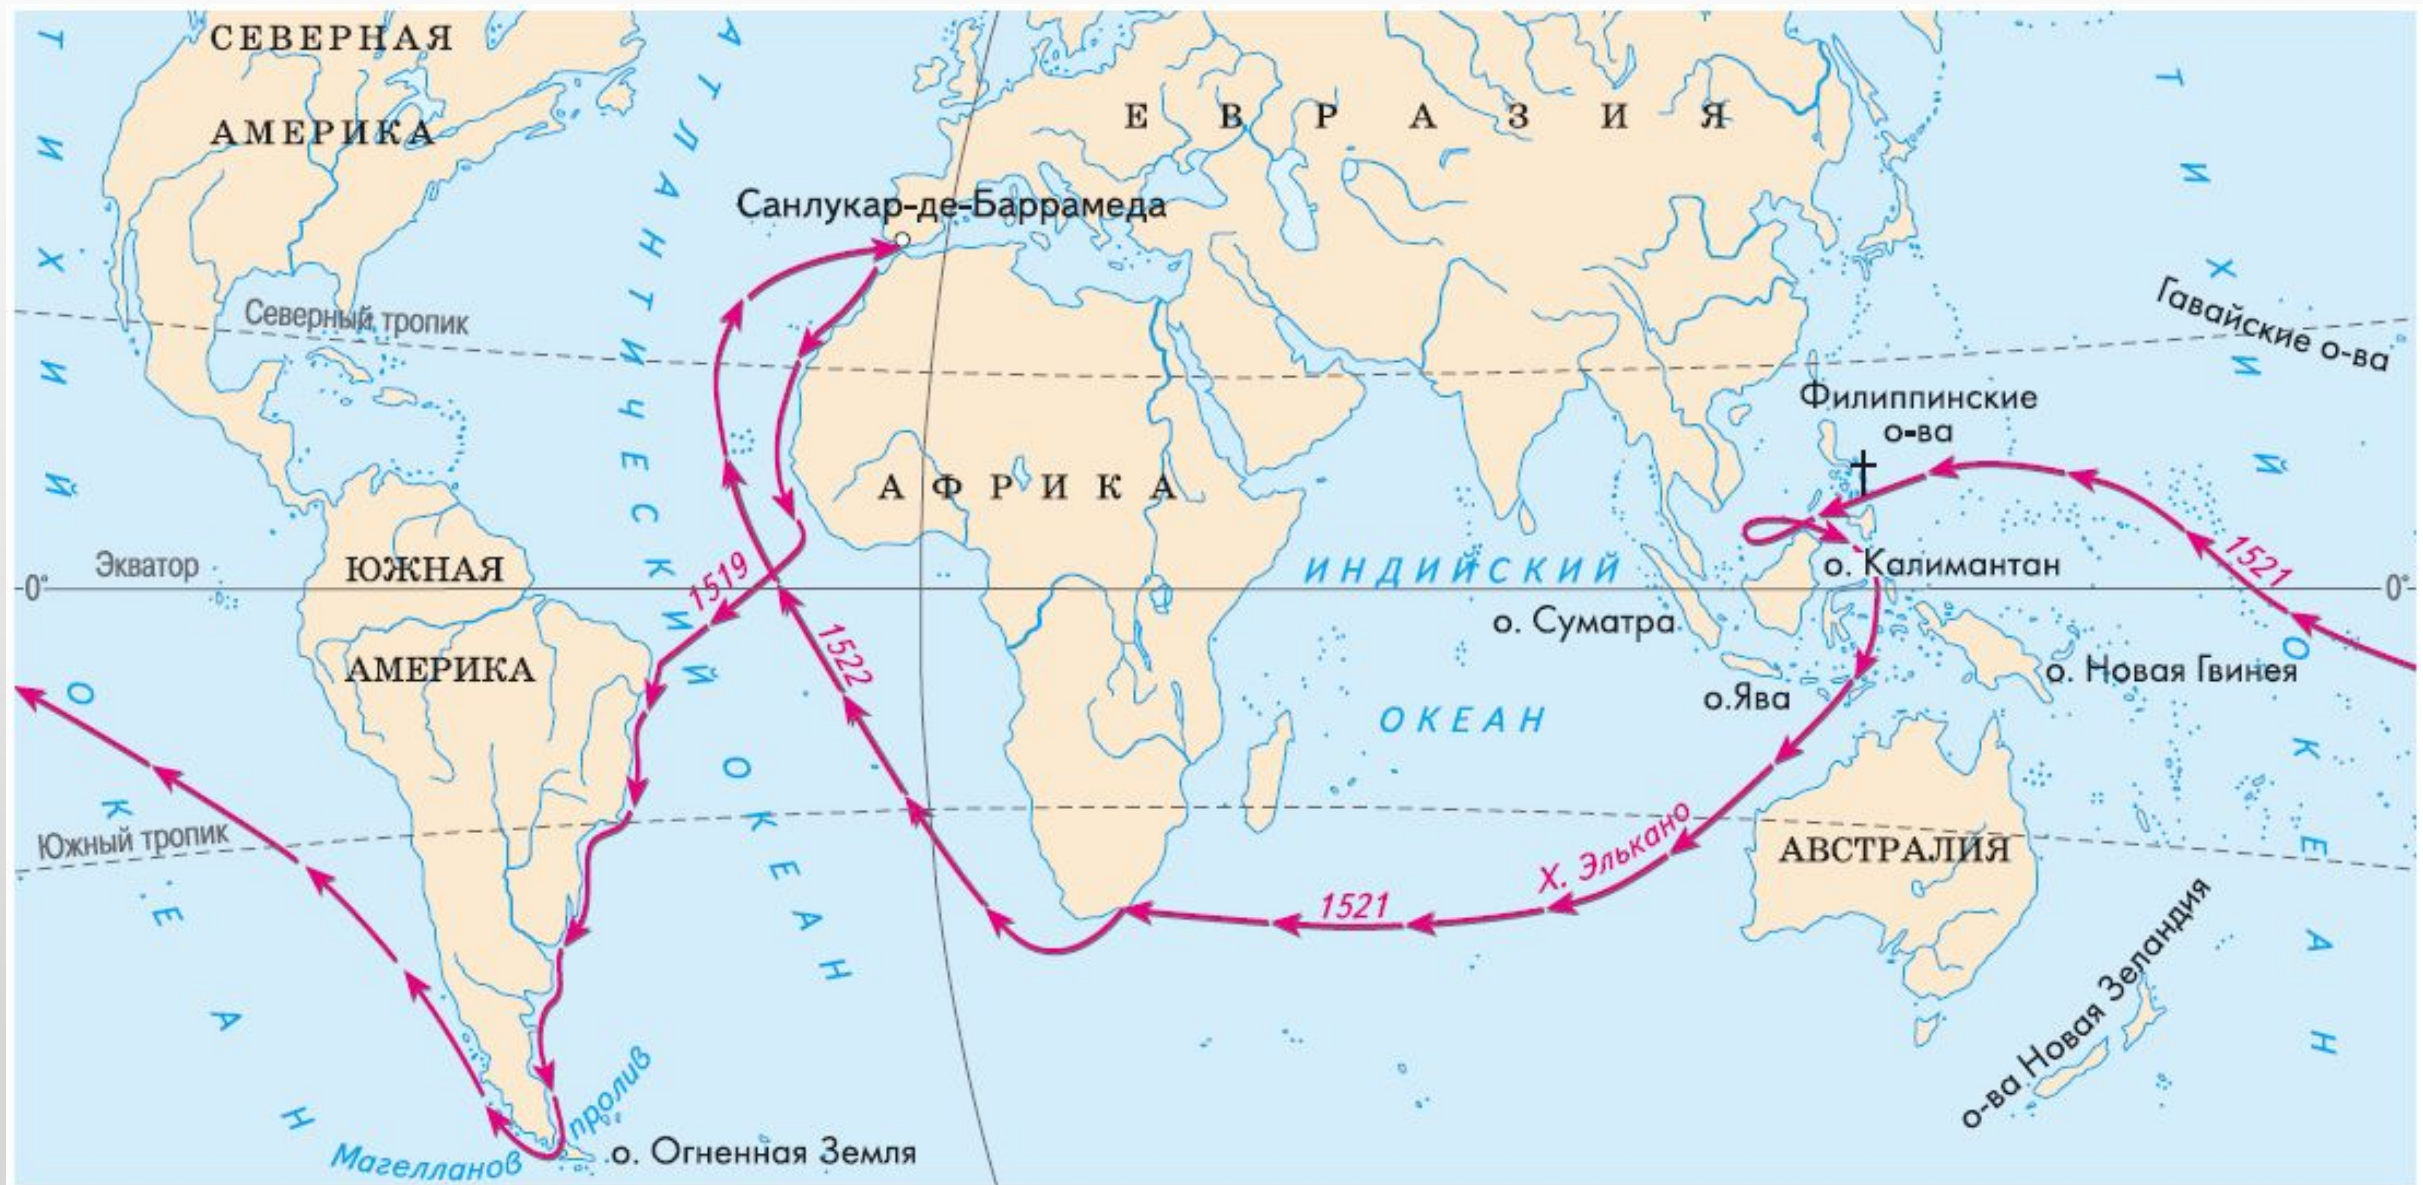 СЕВЕРНАЯ
АМЕРИКА
ЕВРАЗИЯ
ТИХИЙ
ОКЕАН
АТЛАНТИЧЕСКИЙ
ОКЕАН
ТИХИЙ
ОКЕАН
Санлукар-де-Баррамеда
Северный тропик
Гавайские о-ва
Филиппинские
о-ва
АФРИКА
Экватор
0°
0°
ЮЖНАЯ
АМЕРИКА
1519
1522
ИНДИЙСКИЙ
ОКЕАН
о. Калимантан
о. Суматра
о.Ява
о. Новая Гвинея
1521
Южный тропик
АВСТРАЛИЯ
Х. Элькано
1521
о-ва Новая Зеландия
Магелланов
пролив
о. Огненная Земля